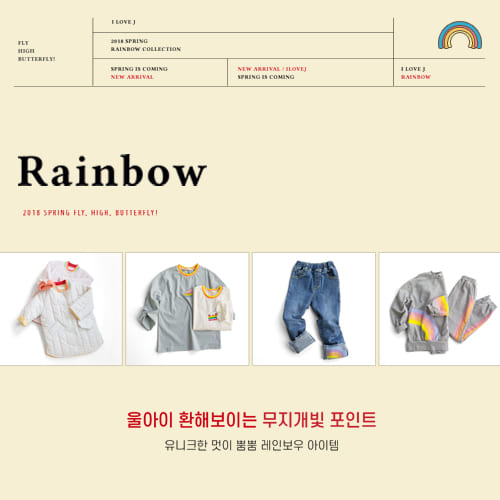 I LOVE J
FLY
HIGH
BUTTERFLY!
2018 SPRING
RAINBOW COLLECTION
SPRING IS COMING
NEW ARRIVAL
NEW ARRIVAL / ILOVEJ
SPRING IS COMING
I LOVE J
RAINBOW
Rainbow
2018 SPRING FLY, HIGH, BUTTERFLY!
울아이 환해보이는 무지개빛 포인트
유니크한 멋이 뿜뿜 레인보우 아이템